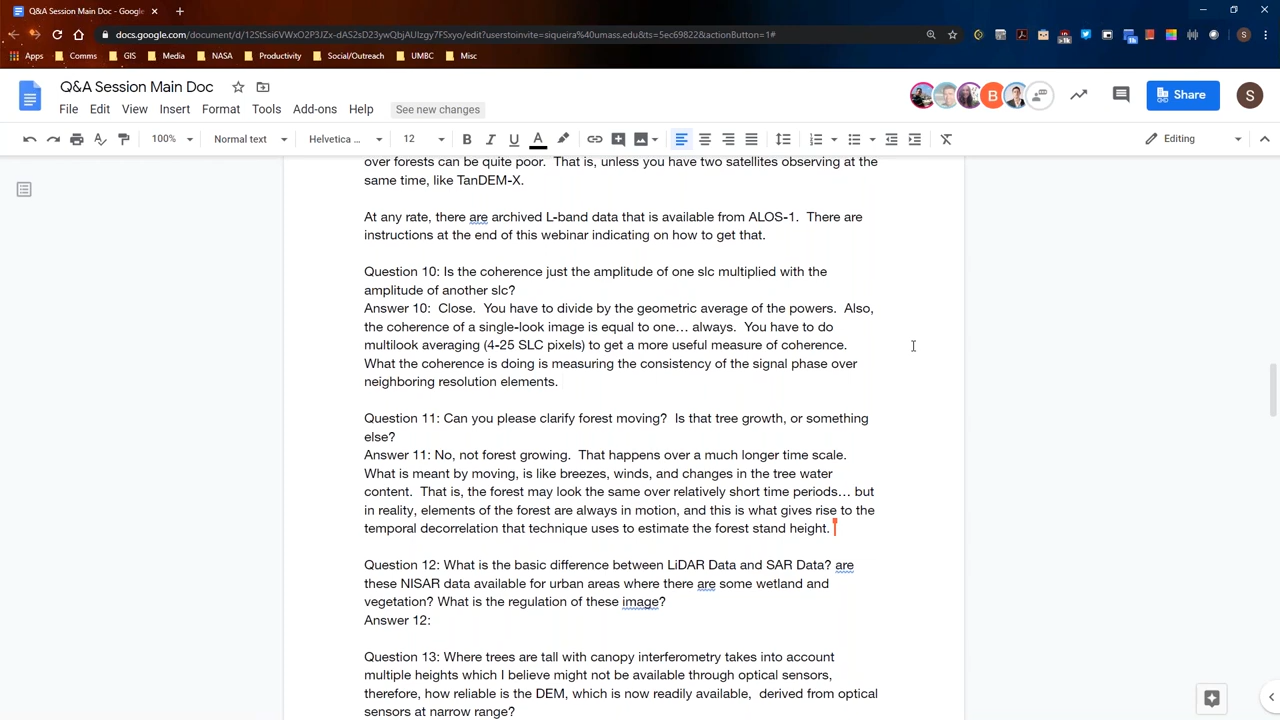 Q&A Session Main Doc - Google D
docs.google.com/document/d/12StSsi6VWxO2P3JZx-dAS2sD23ywQbjAUIzgy7FSxyo/edit?userstoinvite=siqueira%40umass.edu&ts=5ec69822&actionButton=1#
Apps Comms GIS Media NASA Productivity Social/Outreach UMBC Misc
Q&A Session Main Doc
File Edit View Insert Format Tools Add-ons Help See new changes
B Share S
100% Normal text Helvetica ... 12 B I U A Editing
over forests can be quite poor. That is, unless you have two satellites observing at the
same time, like TanDEM-X.
At any rate, there are archived L-band data that is available from ALOS-1. There are
instructions at the end of this webinar indicating on how to get that.
Question 10: Is the coherence just the amplitude of one slc multiplied with the
amplitude of another slc?
Answer 10: Close. You have to divide by the geometric average of the powers. Also,
the coherence of a single-look image is equal to one… always. You have to do
multilook averaging (4-25 SLC pixels) to get a more useful measure of coherence.
What the coherence is doing is measuring the consistency of the signal phase over
neighboring resolution elements.
Question 11: Can you please clarify forest moving? Is that tree growth, or something
else?
Answer 11: No, not forest growing. That happens over a much longer time scale.
What is meant by moving, is like breezes, winds, and changes in the tree water
content. That is, the forest may look the same over relatively short time periods… but
in reality, elements of the forest are always in motion, and this is what gives rise to the
temporal decorrelation that technique uses to estimate the forest stand height.
Question 12: What is the basic difference between LiDAR Data and SAR Data? are
these NISAR data available for urban areas where there are some wetland and
vegetation? What is the regulation of these image?
Answer 12:
Question 13: Where trees are tall with canopy interferometry takes into account
multiple heights which I believe might not be available through optical sensors,
therefore, how reliable is the DEM, which is now readily available, derived from optical
sensors at narrow range?